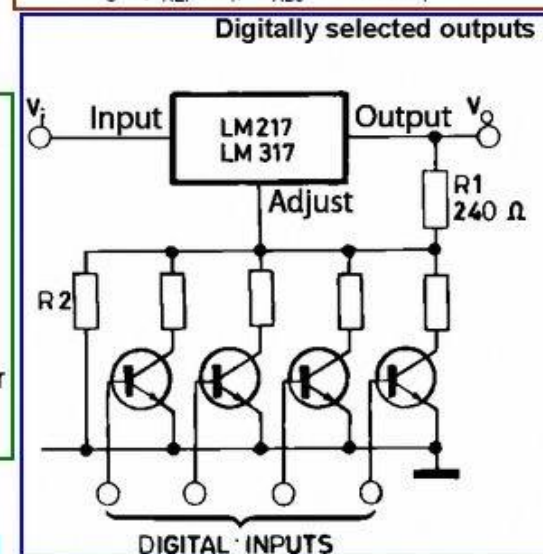 Digitally selected outputs
Vi
Input
LM217
LM317
Output
Vo
Adjust
R1
240 Ω
R2
DIGITAL INPUTS